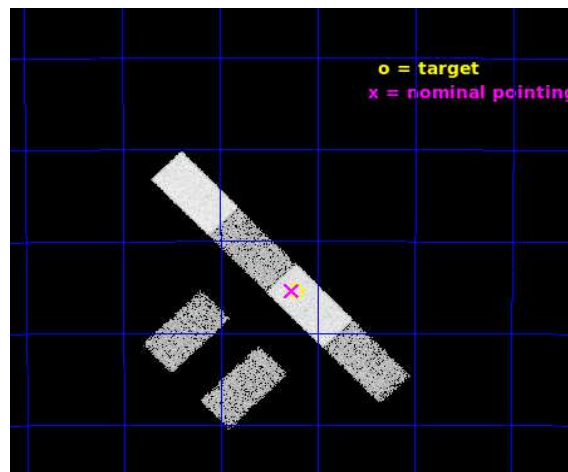 o = target
x = nominal pointing